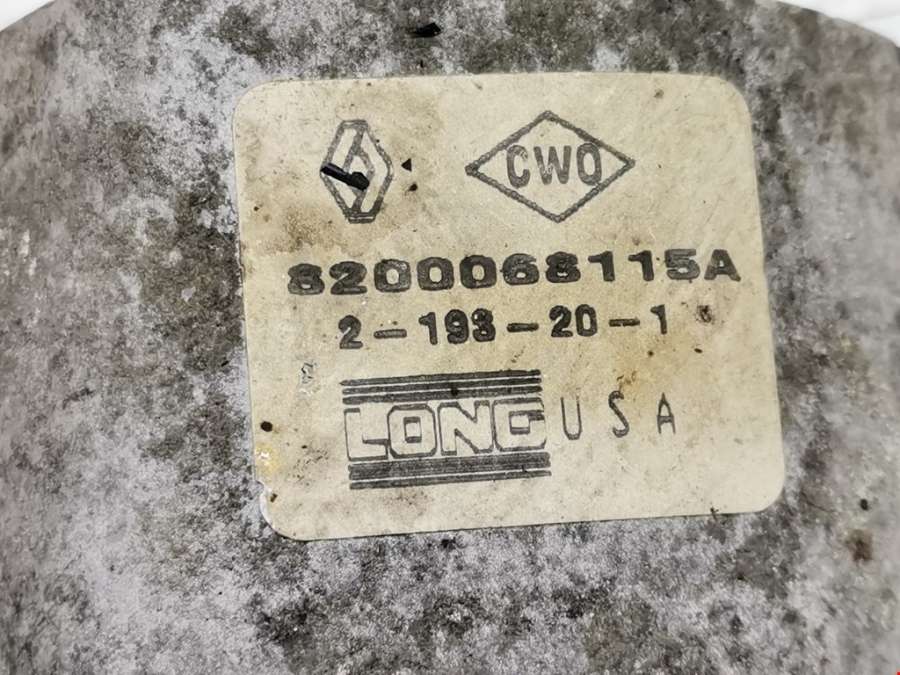 CWO
8200068115A
2-193-20-1
LONG USA